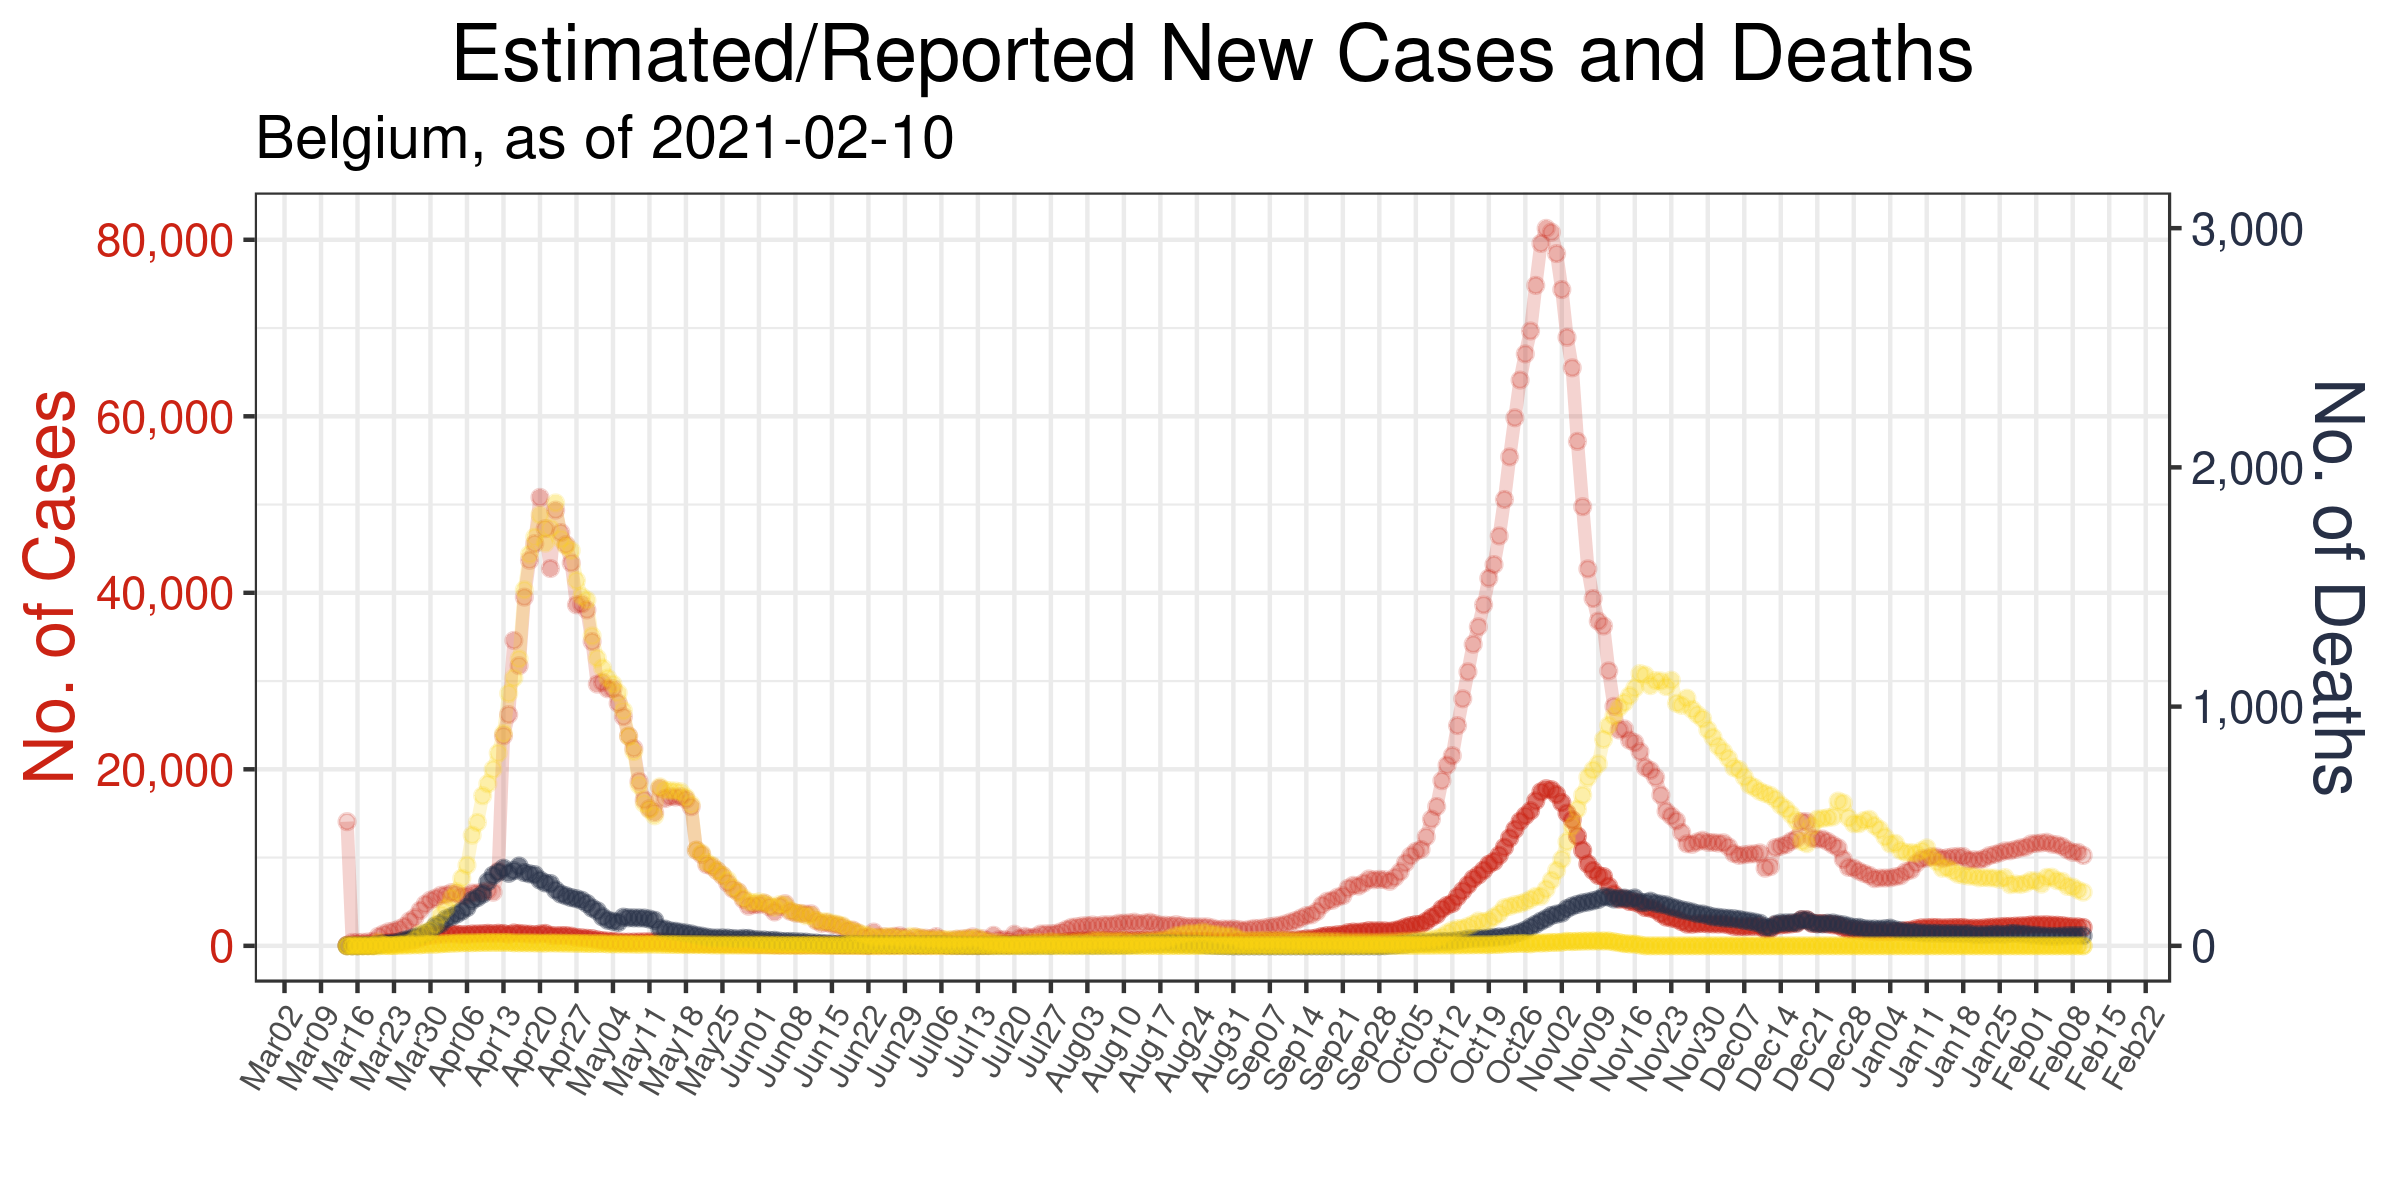 Estimated/Reported New Cases and Deaths
Belgium, as of 2021-02-10
No. of Cases
80,000
60,000
40,000
20,000
0
3,000
2,000
1,000
0
No. of Deaths
Mar02
Mar09
Mar16
Mar23
Mar30
Apr06
Apr13
Apr20
Apr27
May04
May11
May18
May25
Jun01
Jun08
Jun15
Jun22
Jun29
Jul06
Jul13
Jul20
Jul27
Aug03
Aug10
Aug17
Aug24
Aug31
Sep07
Sep14
Sep21
Sep28
Oct05
Oct12
Oct19
Oct26
Nov02
Nov09
Nov16
Nov23
Nov30
Dec07
Dec14
Dec21
Dec28
Dec04
Jan11
Jan11
Jan18
Jan25
Feb01
Feb08
Feb15
Feb22